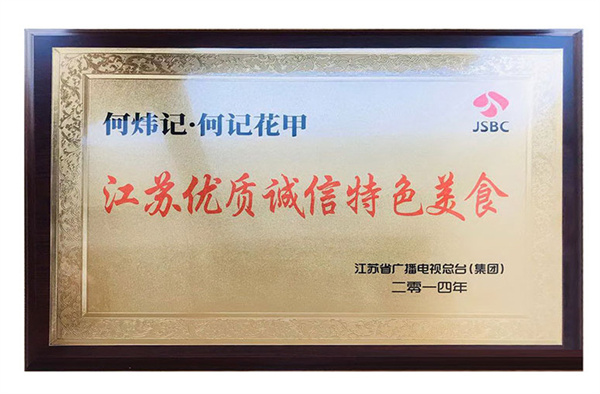 何炜记·何记花甲
JSBC
江苏优质诚信特色美食
江苏省广播电视总台(集团)
二零一四年